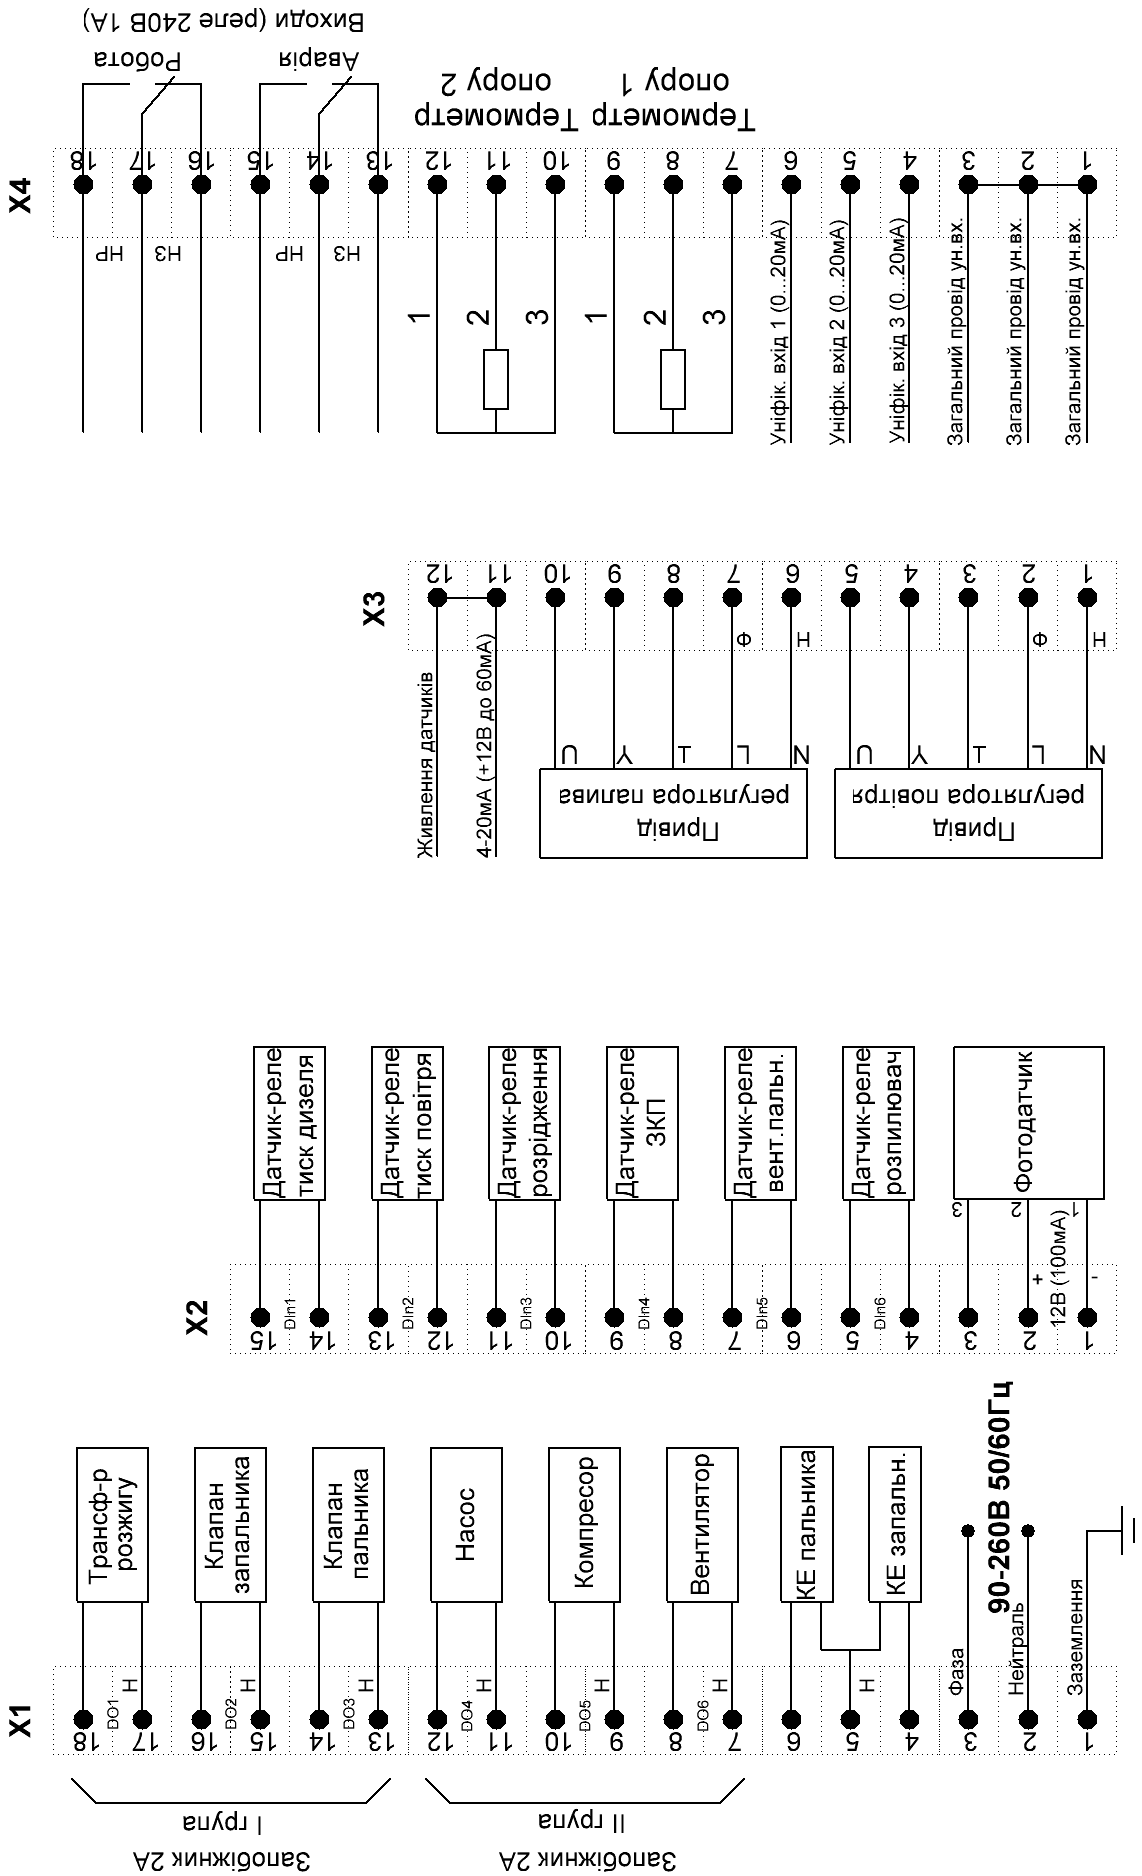 Виходи (реле 240В 1А)
Робота
Аварія
Термометр
опору 2
Термометр
опору 1
X4
18
17
16
15
14
13
12
11
10
9
8
7
6
5
4
3
2
1
НР
НЗ
НР
НЗ
1
2
3
1
2
3
Уніфік. вхід 1 (0...20мА)
Уніфік. вхід 2 (0...20мА)
Уніфік. вхід 3 (0...20мА)
Загальний провід ун.вх.
Загальний провід ун.вх.
Загальний провід ун.вх.
X3
12
11
10
9
8
7
6
5
4
3
2
1
Ф
Н
Ф
Н
Живлення датчиків
4-20мА (+12В до 60мА)
U
Y
⊥
L
N
U
Y
⊥
L
N
Привід
регулятора палива
Привід
регулятора повітря
Датчик-реле
тиск дизеля
Датчик-реле
тиск повітря
Датчик-реле
розрідження
Датчик-реле
ЗКП
Датчик-реле
вент.пальн.
Датчик-реле
розпилювач
Фотодатчик
3
2
1
+
12В (100мА)
-
X2
DIn1
DIn2
DIn3
DIn4
DIn5
DIn6
15
14
13
12
11
10
9
8
7
6
5
4
3
2
1
Трансф-р
розжигу
Клапан
запальника
Клапан
пальника
Насос
Компресор
Вентилятор
КЕ пальника
КЕ запальн.
90-260В 50/60Гц
Фаза
Нейтраль
Заземлення
X1
DO1
Н
DO2
Н
DO3
Н
DO4
Н
DO5
Н
DO6
Н
Н
18
17
16
15
14
13
12
11
10
9
8
7
6
5
4
3
2
1
I група
Запобіжник 2А
II група
Запобіжник 2А